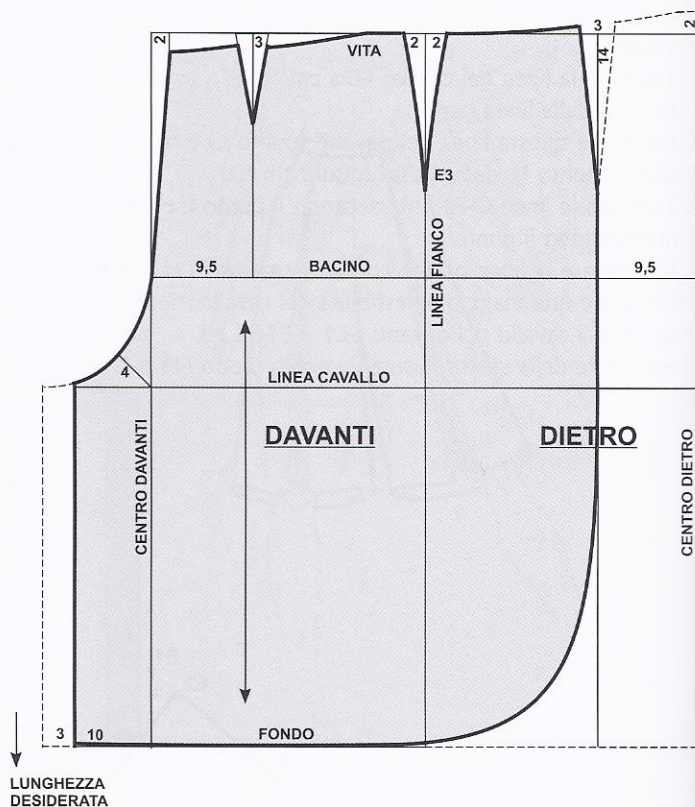 3
2
3
VITA
2
2
14
2
E3
LINEA FIANCO
9,5
BACINO
9,5
4
LINEA CAVALLO
DAVANTI
DIETRO
CENTRO DAVANTI
CENTRO DIETRO
3
10
FONDO
LUNGHEZZA
DESIDERATA